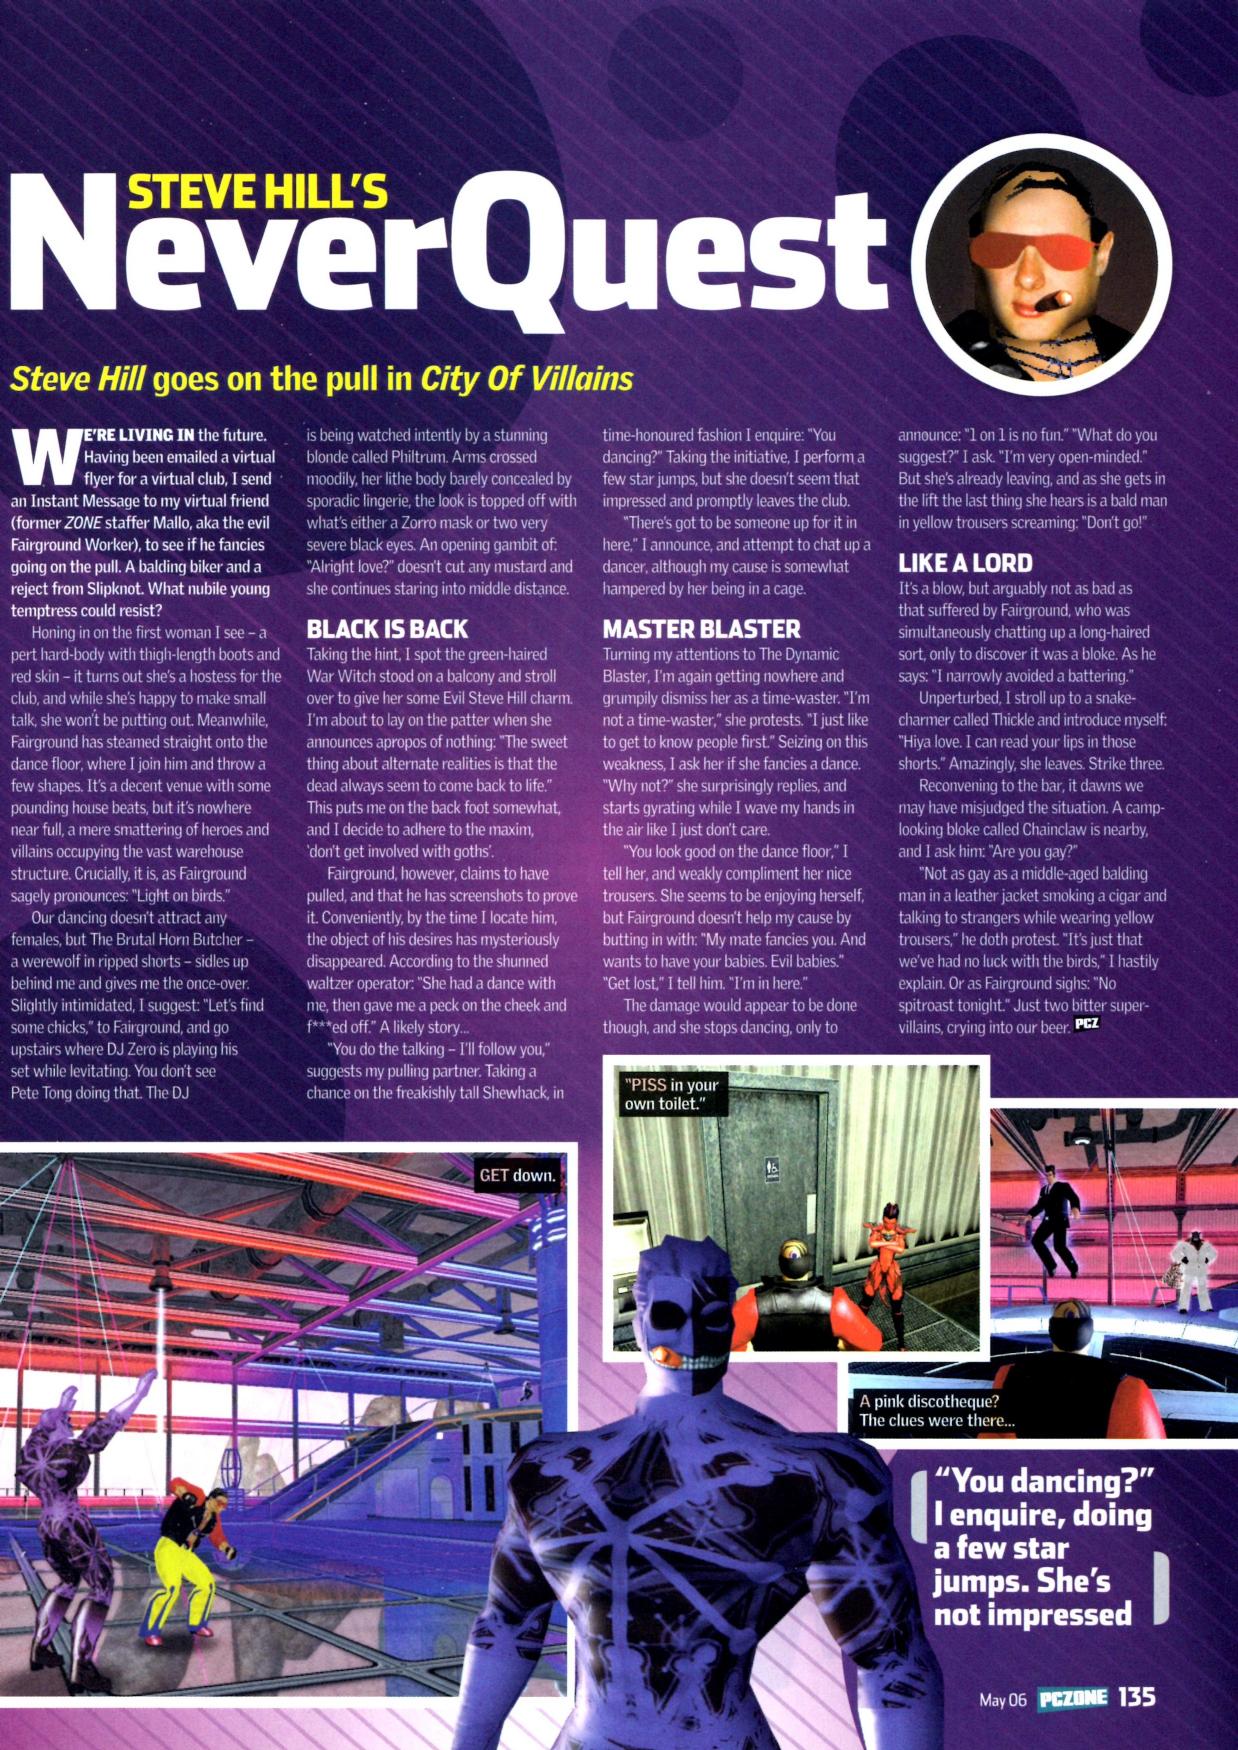 STEVE HILL'S
NeverQuest
Steve Hill goes on the pull in City Of Villains
WE'RE LIVING IN the future.
Having been emailed a virtual
flyer for a virtual club, I send
an Instant Message to my virtual friend
(former ZONE staffer Mallo, aka the evil
Fairground Worker), to see if he fancies
going on the pull. A balding biker and a
reject from Slipknot. What nubile young
temptress could resist?
Honing in on the first woman I see – a
pert hard-body with thigh-length boots and
red skin – it turns out she's a hostess for the
club, and while she's happy to make small
talk, she won't be putting out. Meanwhile,
Fairground has steamed straight onto the
dance floor, where I join him and throw a
few shapes. It's a decent venue with some
pounding house beats, but it's nowhere
near full, a mere smattering of heroes and
villains occupying the vast warehouse
structure. Crucially, it is, as Fairground
sagely pronounces: "Light on birds."
Our dancing doesn't attract any
females, but The Brutal Horn Butcher –
a werewolf in ripped shorts – sidles up
behind me and gives me the once-over.
Slightly intimidated, I suggest: "Let's find
some chicks," to Fairground, and go
upstairs where DJ Zero is playing his
set while levitating. You don't see
Pete Tong doing that. The DJ
is being watched intently by a stunning
blonde called Philtrum. Arms crossed
moodily, her lithe body barely concealed by
sporadic lingerie, the look is topped off with
what's either a Zorro mask or two very
severe black eyes. An opening gambit of:
"Alright love?" doesn't cut any mustard and
she continues staring into middle distance.
BLACK IS BACK
Taking the hint, I spot the green-haired
War Witch stood on a balcony and stroll
over to give her some Evil Steve Hill charm.
I'm about to lay on the patter when she
announces apropos of nothing: "The sweet
thing about alternate realities is that the
dead always seem to come back to life."
This puts me on the back foot somewhat,
and I decide to adhere to the maxim,
'don't get involved with goths'.
Fairground, however, claims to have
pulled, and that he has screenshots to prove
it. Conveniently, by the time I locate him,
the object of his desires has mysteriously
disappeared. According to the shunned
waltzer operator: "She had a dance with
me, then gave me a peck on the cheek and
f***ed off." A likely story...
"You do the talking – I'll follow you,"
suggests my pulling partner. Taking a
chance on the freakishly tall Shewhack, in
time-honoured fashion I enquire: "You
dancing?" Taking the initiative, I perform a
few star jumps, but she doesn't seem that
impressed and promptly leaves the club.
"There's got to be someone up for it in
here," I announce, and attempt to chat up a
dancer, although my cause is somewhat
hampered by her being in a cage.
MASTER BLASTER
Turning my attentions to The Dynamic
Blaster, I'm again getting nowhere and
grumpily dismiss her as a time-waster. "I'm
not a time-waster," she protests. "I just like
to get to know people first." Seizing on this
weakness, I ask her if she fancies a dance.
"Why not?" she surprisingly replies, and
starts gyrating while I wave my hands in
the air like I just don't care.
"You look good on the dance floor," I
tell her, and weakly compliment her nice
trousers. She seems to be enjoying herself,
but Fairground doesn't help my cause by
butting in with: "My mate fancies you. And
wants to have your babies. Evil babies."
"Get lost," I tell him. "I'm in here."
The damage would appear to be done
though, and she stops dancing, only to
announce: "1 on 1 is no fun." "What do you
suggest?" I ask. "I'm very open-minded."
But she's already leaving, and as she gets in
the lift the last thing she hears is a bald man
in yellow trousers screaming: "Don't go!"
LIKE A LORD
It's a blow, but arguably not as bad as
that suffered by Fairground, who was
simultaneously chatting up a long-haired
sort, only to discover it was a bloke. As he
says: "I narrowly avoided a battering."
Unperturbed, I stroll up to a snake-
charmer called Thickle and introduce myself:
"Hiya love. I can read your lips in those
shorts." Amazingly, she leaves. Strike three.
Reconvening to the bar, it dawns we
may have misjudged the situation. A camp-
looking bloke called Chainclaw is nearby,
and I ask him: "Are you gay?"
"Not as gay as a middle-aged balding
man in a leather jacket smoking a cigar and
talking to strangers while wearing yellow
trousers," he doth protest. "It's just that
we've had no luck with the birds," I hastily
explain. Or as Fairground sighs: "No
spitroast tonight." Just two bitter super-
villains, crying into our beer. PCZ
GET down.
"PISS in your
own toilet."
A pink discotheque?
The clues were there...
"You dancing?"
I enquire, doing
a few star
jumps. She's
not impressed
May 06 PCZONE 135